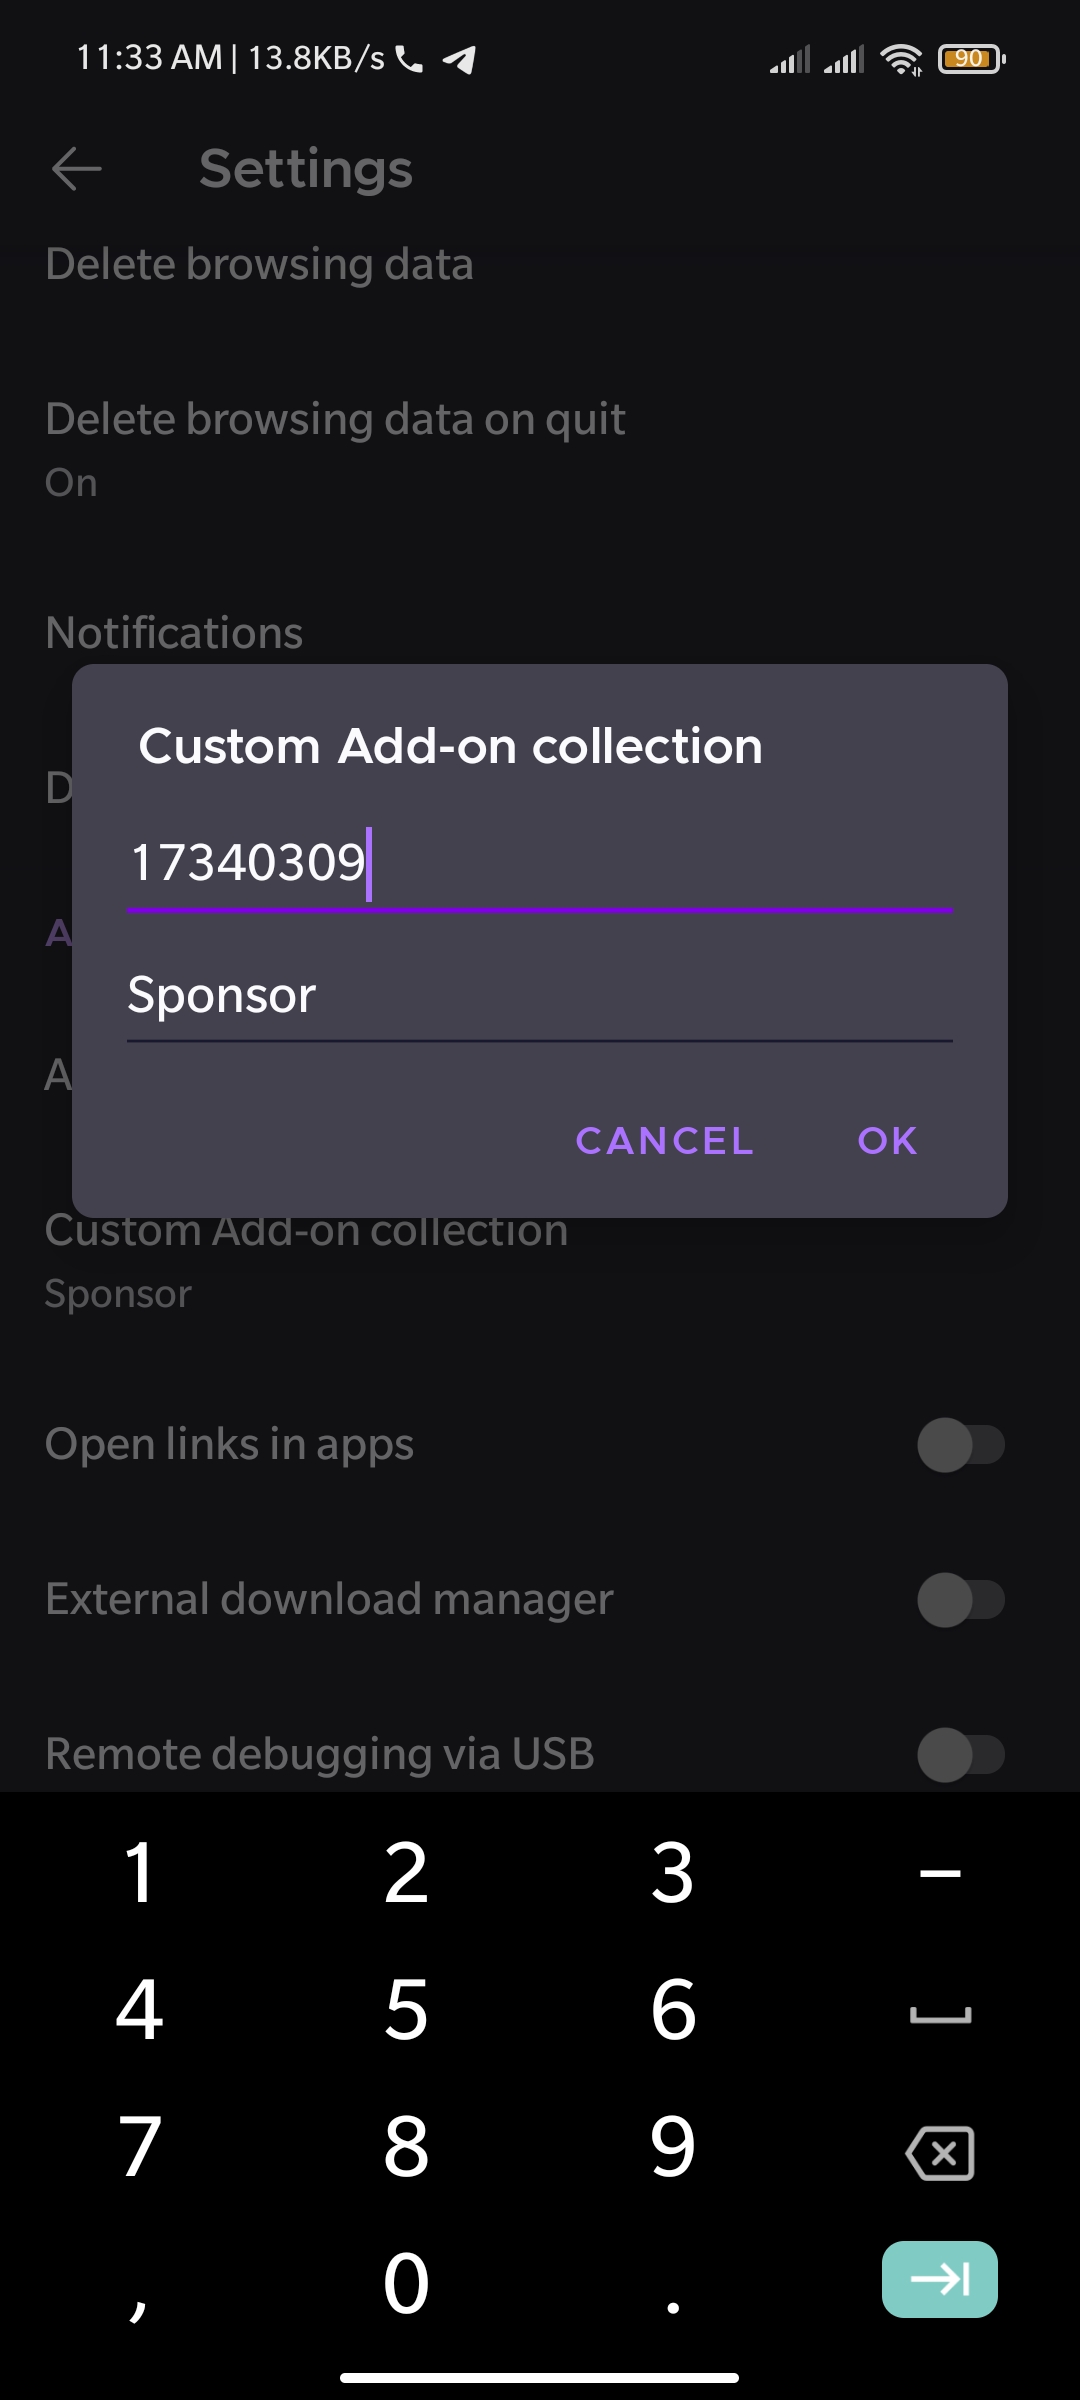 11:33 AM | 13.8KB/s
90
Settings
Delete browsing data
Delete browsing data on quit
On
Notifications
D
Custom Add-on collection
17340309
A
Sponsor
A
CANCEL OK
Custom Add-on collection
Sponsor
Open links in apps
External download manager
Remote debugging via USB
1 2 3 –
4 5 6
7 8 9
, 0 .